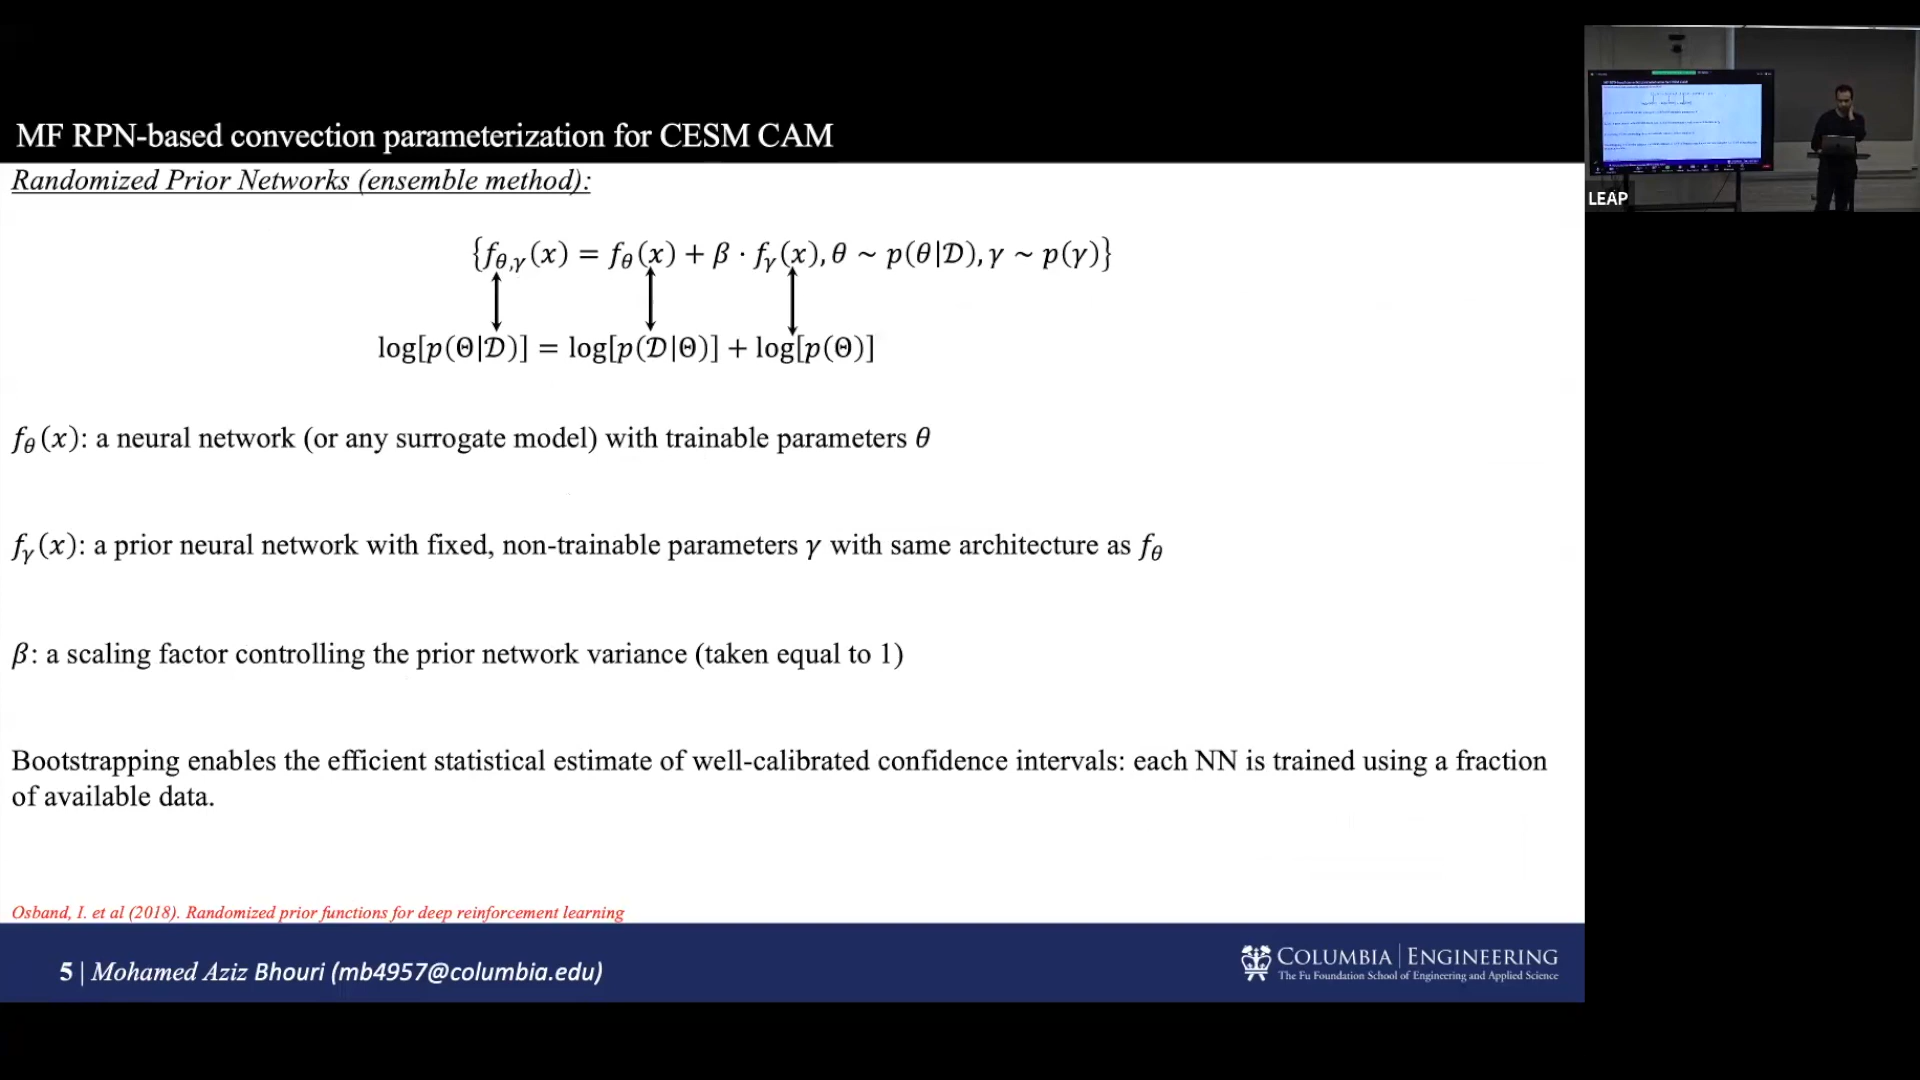 MF RPN-based convection parameterization for CESM CAM
Randomized Prior Networks (ensemble method):
{f_{θ,γ}(x) = f_θ(x) + β · f_γ(x), θ ~ p(θ|𝒟), γ ~ p(γ)}
log[p(Θ|𝒟)] = log[p(𝒟|Θ)] + log[p(Θ)]
f_θ(x): a neural network (or any surrogate model) with trainable parameters θ
f_γ(x): a prior neural network with fixed, non-trainable parameters γ with same architecture as f_θ
β: a scaling factor controlling the prior network variance (taken equal to 1)
Bootstrapping enables the efficient statistical estimate of well-calibrated confidence intervals: each NN is trained using a fraction
of available data.
Osband, I. et al (2018). Randomized prior functions for deep reinforcement learning
5 | Mohamed Aziz Bhouri (mb4957@columbia.edu)
COLUMBIA | ENGINEERING
The Fu Foundation School of Engineering and Applied Science
LEAP